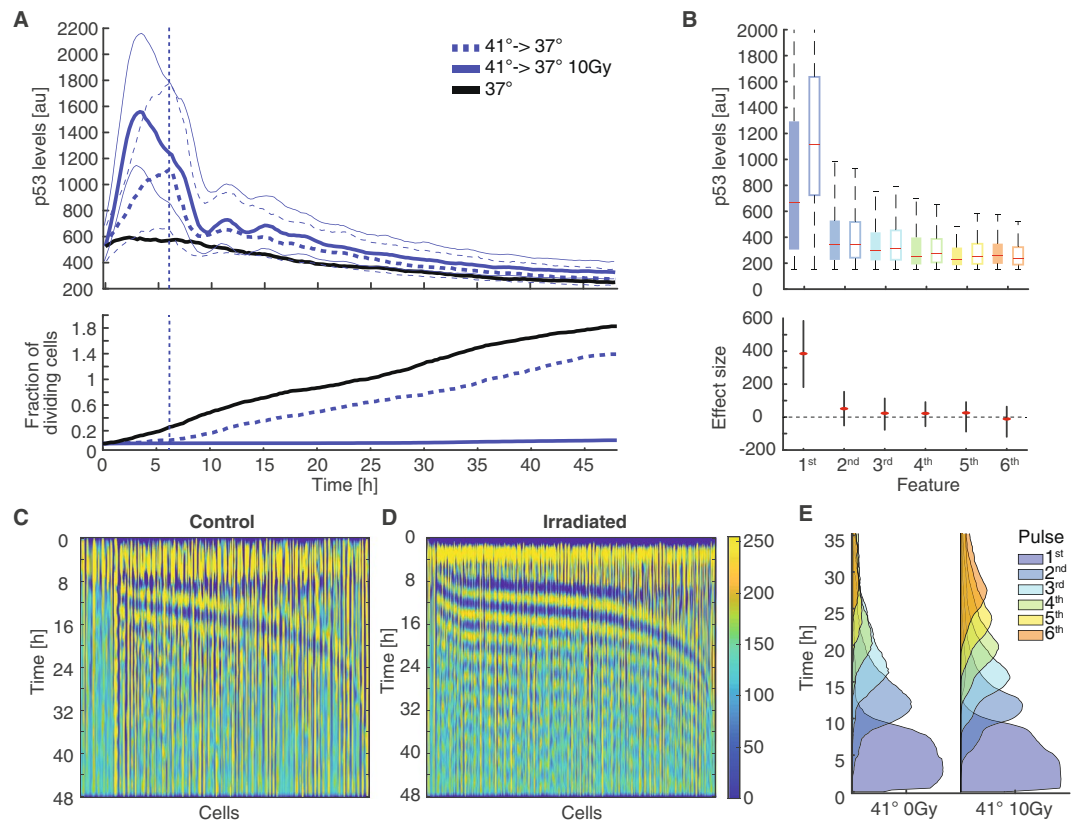 A
2200
2000
1800
1600
1400
1200
1000
800
600
400
200
p53 levels [au]
41°-> 37°
41°-> 37° 10Gy
37°
1.8
1.4
1
0.6
0.2
0
Fraction of
dividing cells
0 5 10 15 20 25 30 35 40 45
Time [h]
B
2000
1800
1600
1400
1200
1000
800
600
400
200
0
p53 levels [au]
600
400
200
0
-200
Effect size
1st 2nd 3rd 4th 5th 6th
Feature
C
Control
0
8
16
24
32
40
48
Time [h]
Cells
D
Irradiated
0
8
16
24
32
40
48
Time [h]
Cells
250
200
150
100
50
0
E
35
30
25
20
15
10
5
0
Time [h]
41° 0Gy
41° 10Gy
Pulse
1st
2nd
3rd
4th
5th
6th